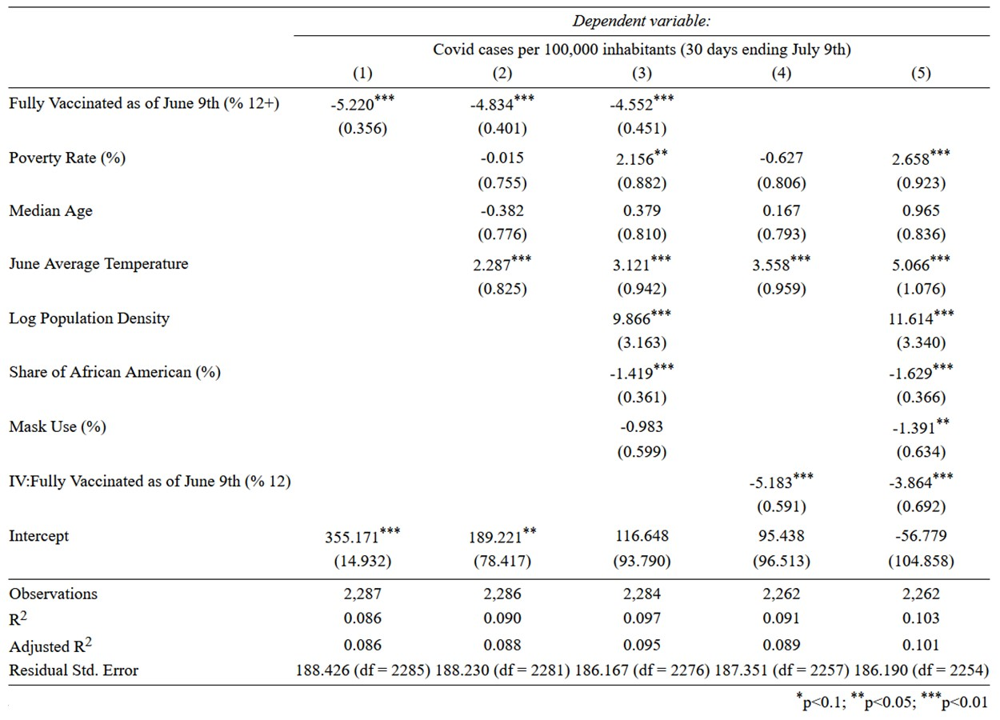 Dependent variable:
Covid cases per 100,000 inhabitants (30 days ending July 9th)
(1) (2) (3) (4) (5)
Fully Vaccinated as of June 9th (% 12+) -5.220*** -4.834*** -4.552***
(0.356) (0.401) (0.451)
Poverty Rate (%) -0.015 2.156** -0.627 2.658***
(0.755) (0.882) (0.806) (0.923)
Median Age -0.382 0.379 0.167 0.965
(0.776) (0.810) (0.793) (0.836)
June Average Temperature 2.287*** 3.121*** 3.558*** 5.066***
(0.825) (0.942) (0.959) (1.076)
Log Population Density 9.866*** 11.614***
(3.163) (3.340)
Share of African American (%) -1.419*** -1.629***
(0.361) (0.366)
Mask Use (%) -0.983 -1.391**
(0.599) (0.634)
IV:Fully Vaccinated as of June 9th (% 12) -5.183*** -3.864***
(0.591) (0.692)
Intercept 355.171*** 189.221** 116.648 95.438 -56.779
(14.932) (78.417) (93.790) (96.513) (104.858)
Observations 2,287 2,286 2,284 2,262 2,262
R2 0.086 0.090 0.097 0.091 0.103
Adjusted R2 0.086 0.088 0.095 0.089 0.101
Residual Std. Error 188.426 (df = 2285) 188.230 (df = 2281) 186.167 (df = 2276) 187.351 (df = 2257) 186.190 (df = 2254)
*p<0.1; **p<0.05; ***p<0.01